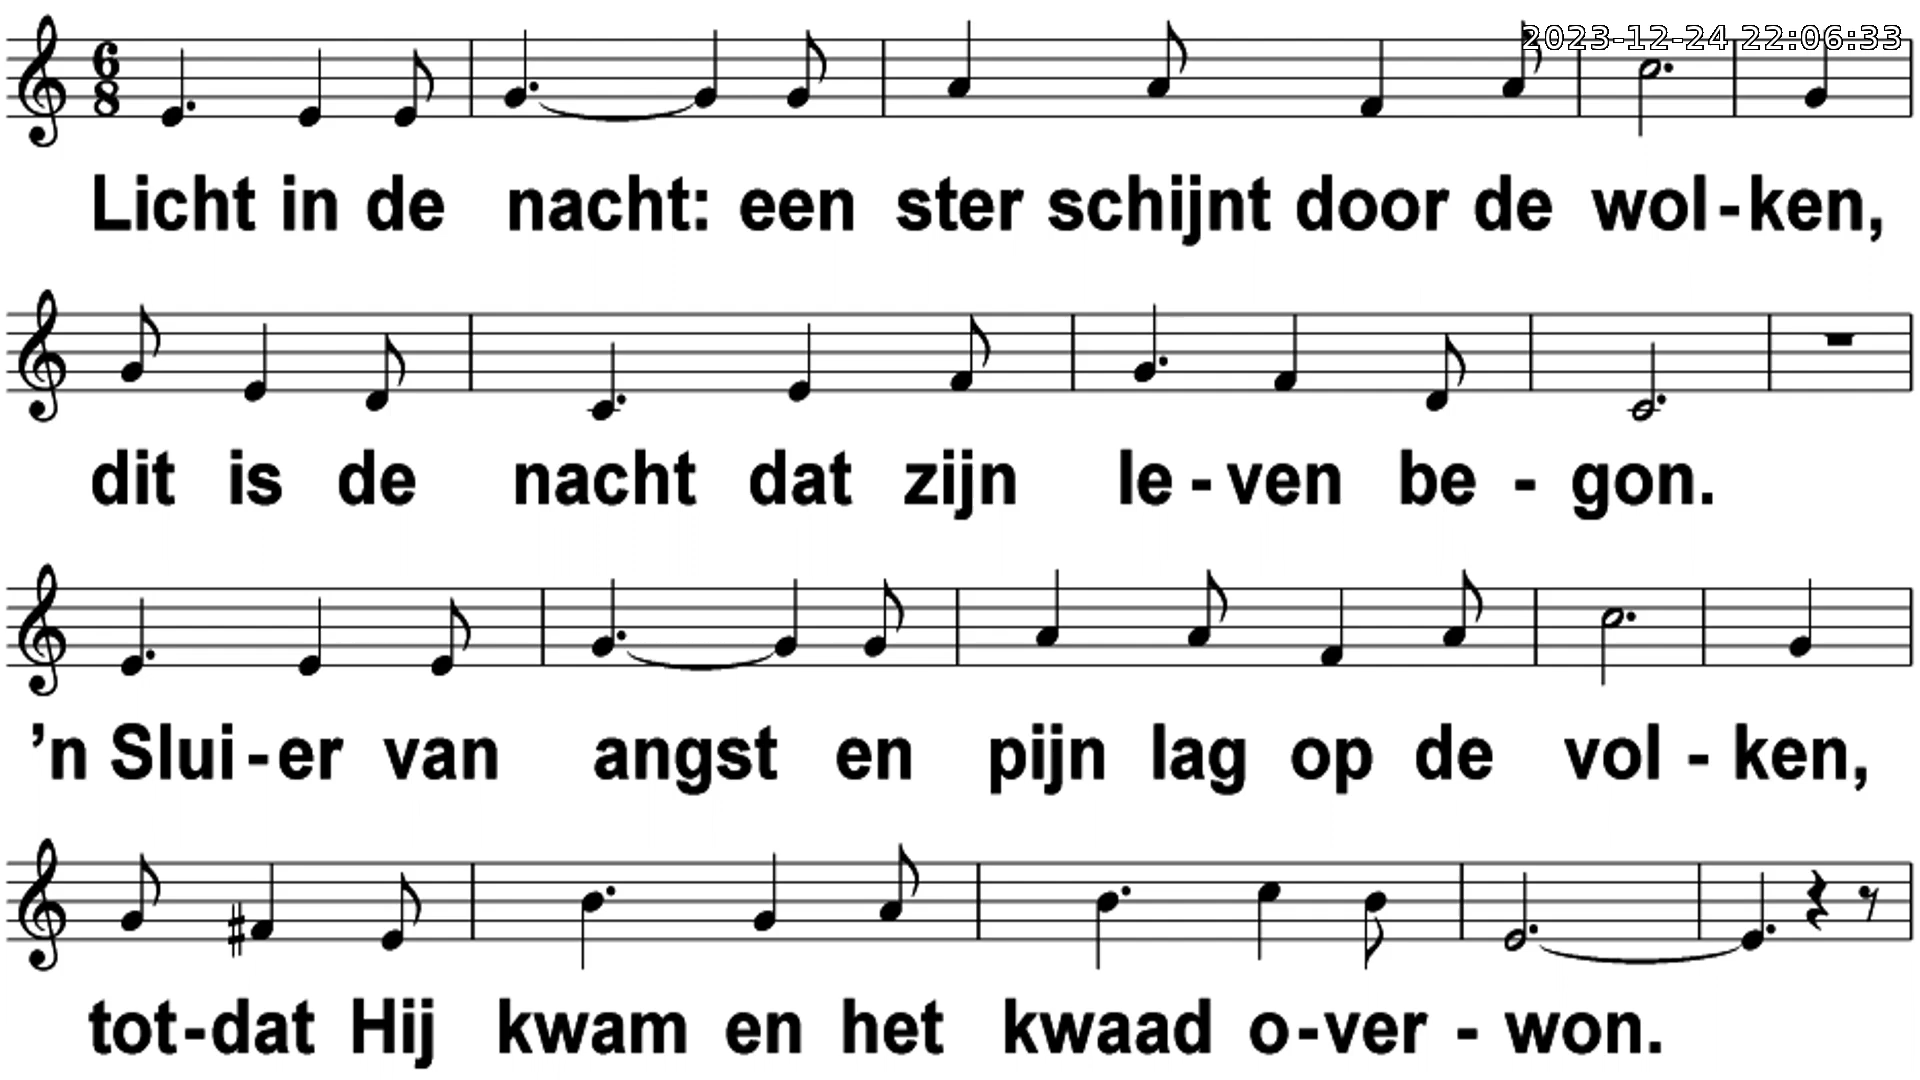 2023-12-24 22:06:33
6
8
Licht in de nacht: een ster schijnt door de wol-ken,
dit is de nacht dat zijn le-ven be-gon.
’n Slui-er van angst en pijn lag op de vol-ken,
tot-dat Hij kwam en het kwaad o-ver-won.